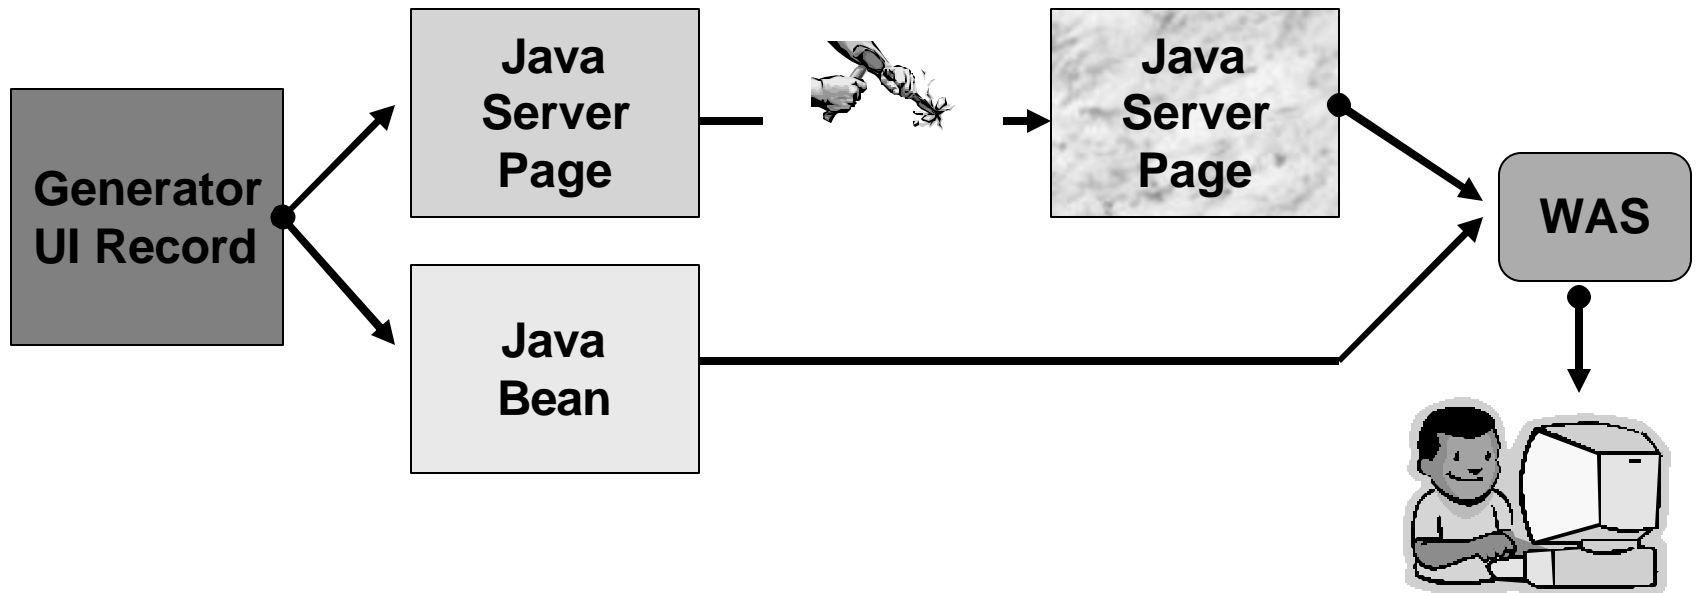 Generator
UI Record
Java
Server
Page
Java
Bean
Java
Server
Page
WAS